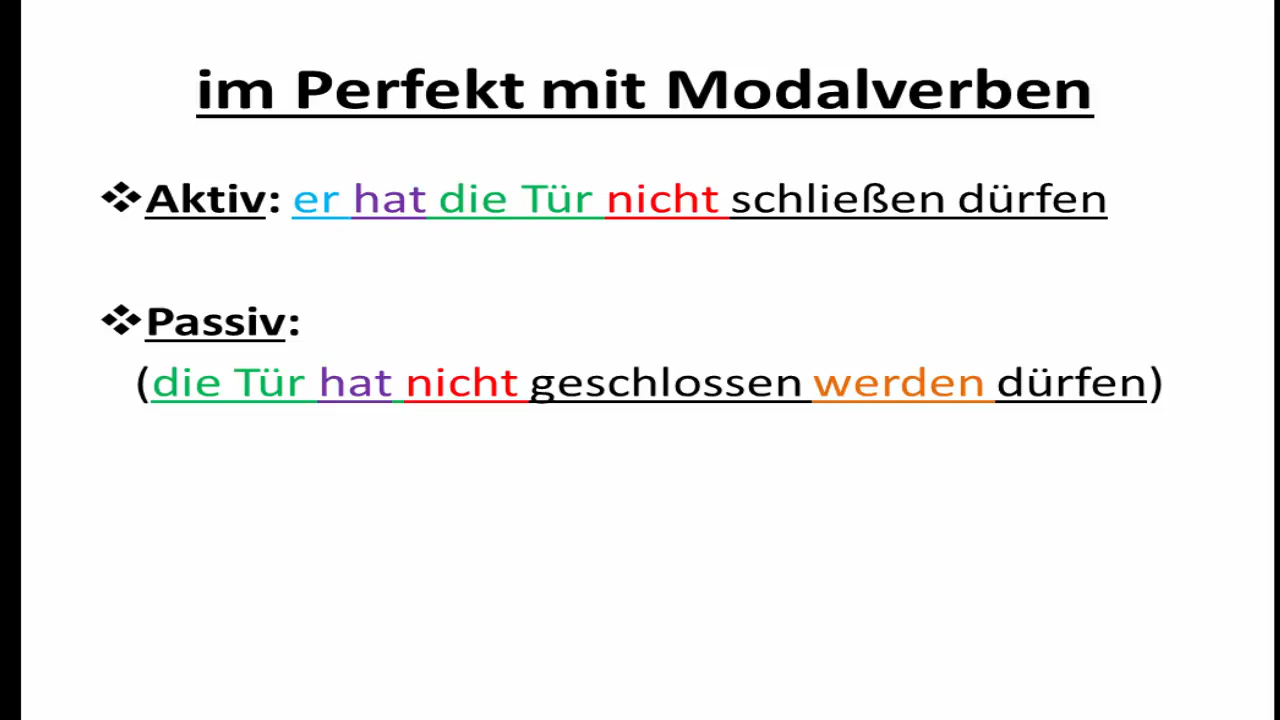 im Perfekt mit Modalverben
❖Aktiv: er hat die Tür nicht schließen dürfen
❖Passiv:
(die Tür hat nicht geschlossen werden dürfen)